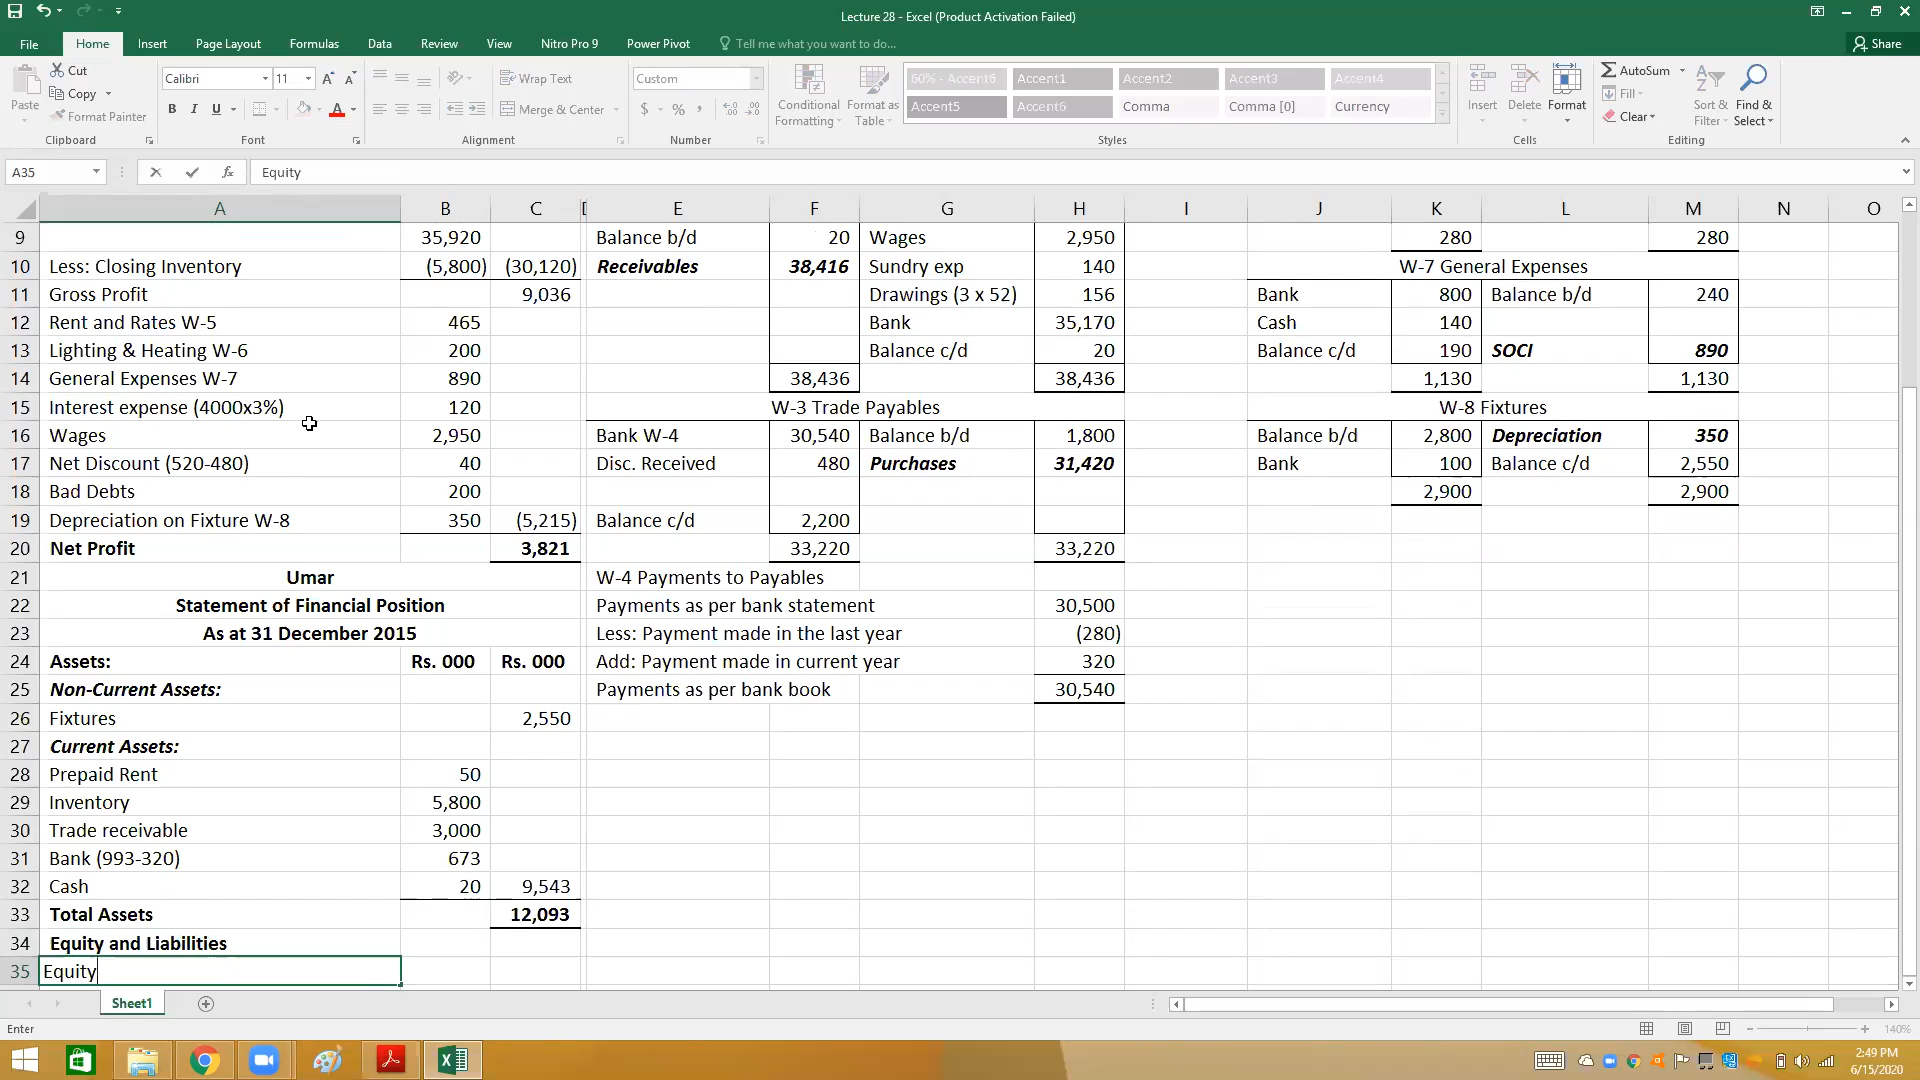 Lecture 28 - Excel (Product Activation Failed)
File Home Insert Page Layout Formulas Data Review View Nitro Pro 9 Power Pivot Tell me what you want to do... Share
Paste Cut Copy Format Painter Clipboard
Calibri 11 B I U A Font
Wrap Text Merge & Center Alignment
Custom $ % Number
Conditional Formatting Format as Table
60% - Accent6 Accent1 Accent2 Accent3 Accent4
Accent5 Accent6 Comma Comma [0] Currency
Styles
Insert Delete Format Cells
AutoSum Fill Clear Sort & Filter Find & Select Editing
A35 fx Equity
A B C D E F G H I J K L M N O
9 35,920 Balance b/d 20 Wages 2,950 280 280
10 Less: Closing Inventory (5,800) (30,120) Receivables 38,416 Sundry exp 140 W-7 General Expenses
11 Gross Profit 9,036 Drawings (3 x 52) 156 Bank 800 Balance b/d 240
12 Rent and Rates W-5 465 Bank 35,170 Cash 140
13 Lighting & Heating W-6 200 Balance c/d 20 Balance c/d 190 SOCI 890
14 General Expenses W-7 890 38,436 38,436 1,130 1,130
15 Interest expense (4000x3%) 120 W-3 Trade Payables W-8 Fixtures
16 Wages 2,950 Bank W-4 30,540 Balance b/d 1,800 Balance b/d 2,800 Depreciation 350
17 Net Discount (520-480) 40 Disc. Received 480 Purchases 31,420 Bank 100 Balance c/d 2,550
18 Bad Debts 200 2,900 2,900
19 Depreciation on Fixture W-8 350 (5,215) Balance c/d 2,200
20 Net Profit 3,821 33,220 33,220
21 Umar W-4 Payments to Payables
22 Statement of Financial Position Payments as per bank statement 30,500
23 As at 31 December 2015 Less: Payment made in the last year (280)
24 Assets: Rs. 000 Rs. 000 Add: Payment made in current year 320
25 Non-Current Assets: Payments as per bank book 30,540
26 Fixtures 2,550
27 Current Assets:
28 Prepaid Rent 50
29 Inventory 5,800
30 Trade receivable 3,000
31 Bank (993-320) 673
32 Cash 20 9,543
33 Total Assets 12,093
34 Equity and Liabilities
35 Equity
Sheet1
Enter 140%
2:49 PM
6/15/2020